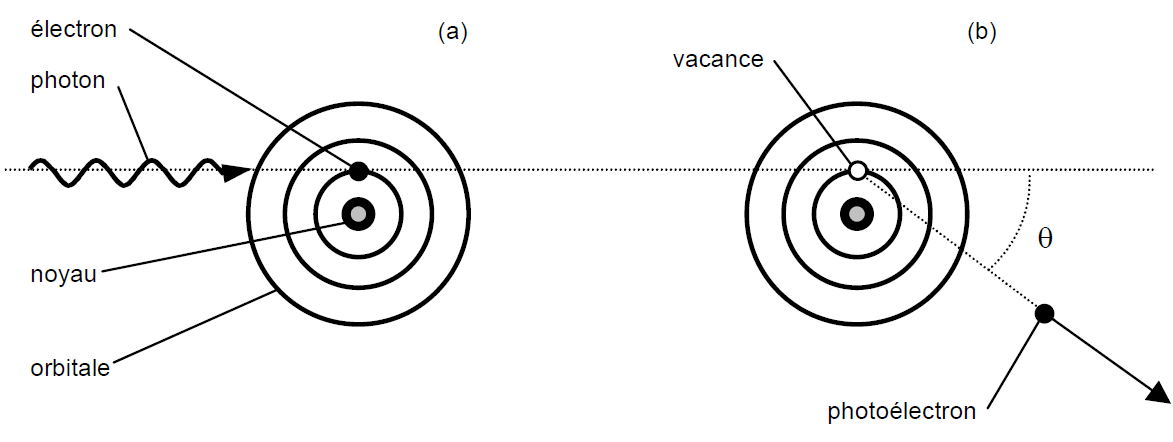 électron
(a)
photon
noyau
orbitale
(b)
vacance
θ
photoélectron